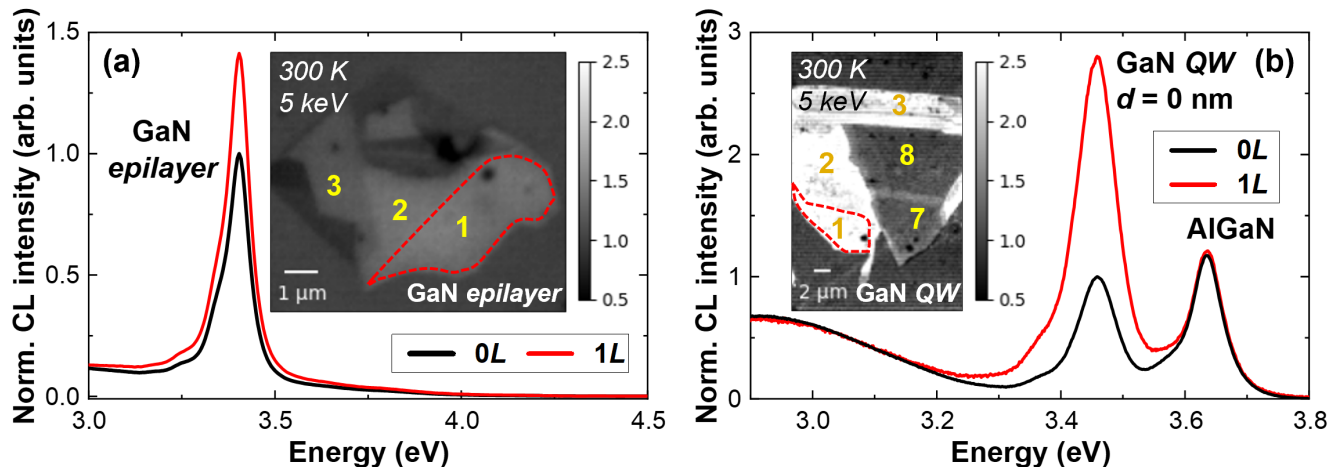 (a)
GaN
epilayer
300 K
5 keV
3
2
1
1 µm
GaN epilayer
2.5
2.0
1.5
1.0
0.5
0L 1L
Norm. CL intensity (arb. units)
1.5
1.0
0.5
0.0
3.0 3.5 4.0 4.5
Energy (eV)
(b)
GaN QW
d = 0 nm
0L
1L
AlGaN
300 K
5 keV
3
2
8
1
7
2 µm
GaN QW
2.5
2.0
1.5
1.0
0.5
Norm. CL intensity (arb. units)
3
2
1
0
3.0 3.2 3.4 3.6 3.8
Energy (eV)